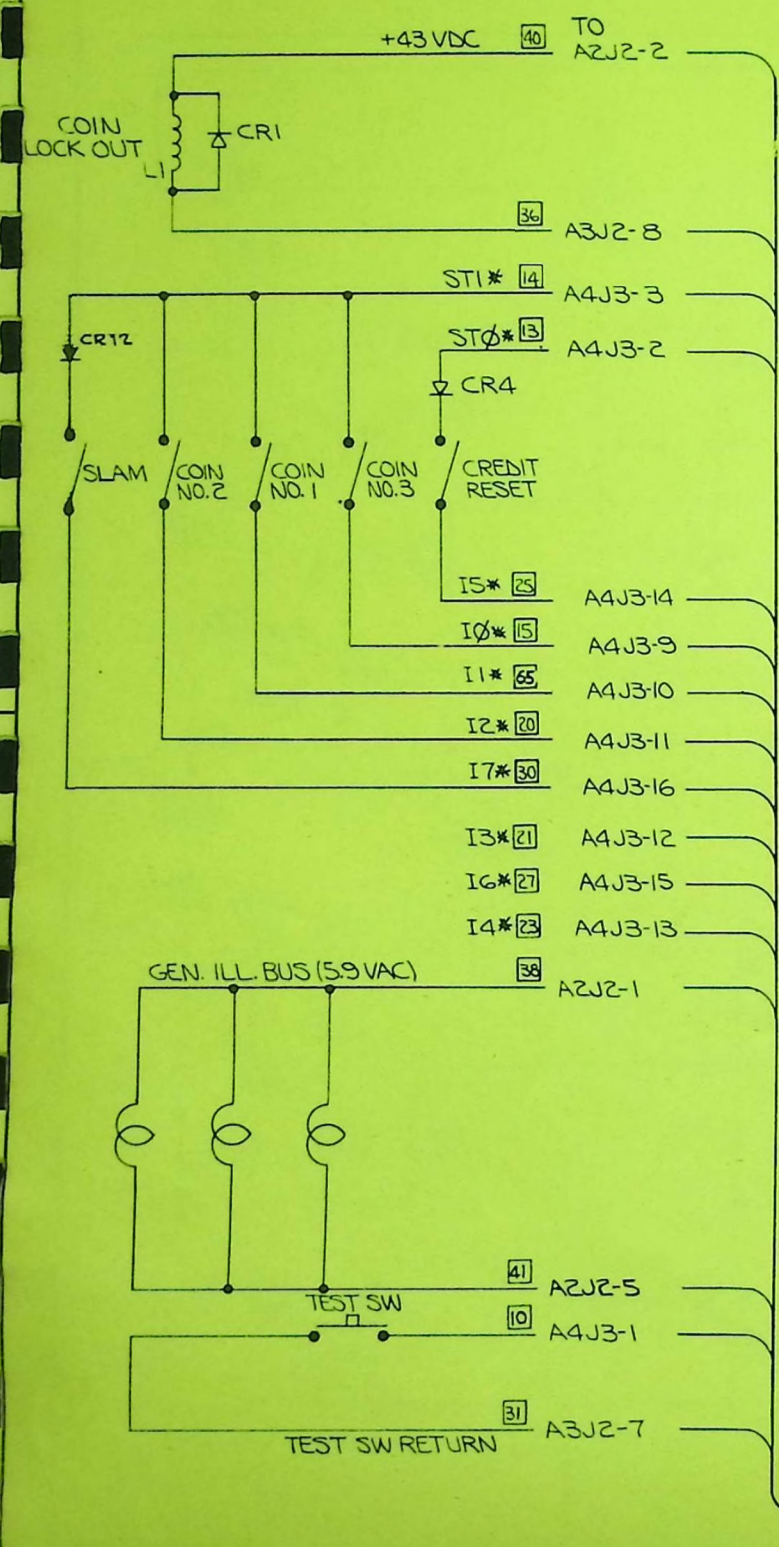 +43 VDC 40 TO A2J2-2
COIN LOCK OUT
L1
CR1
36 A3J2-8
ST1* 14 A4J3-3
CR12
STØ* 13 A4J3-2
CR4
SLAM
COIN NO. 2
COIN NO. 1
COIN NO. 3
CREDIT RESET
I5* 25 A4J3-14
IØ* 15 A4J3-9
I1* 65 A4J3-10
I2* 20 A4J3-11
I7* 30 A4J3-16
I3* 21 A4J3-12
I6* 27 A4J3-15
I4* 23 A4J3-13
GEN. ILL. BUS (5.9 VAC) 38 A2J2-1
41 A2J2-5
TEST SW
10 A4J3-1
31 A3J2-7
TEST SW RETURN